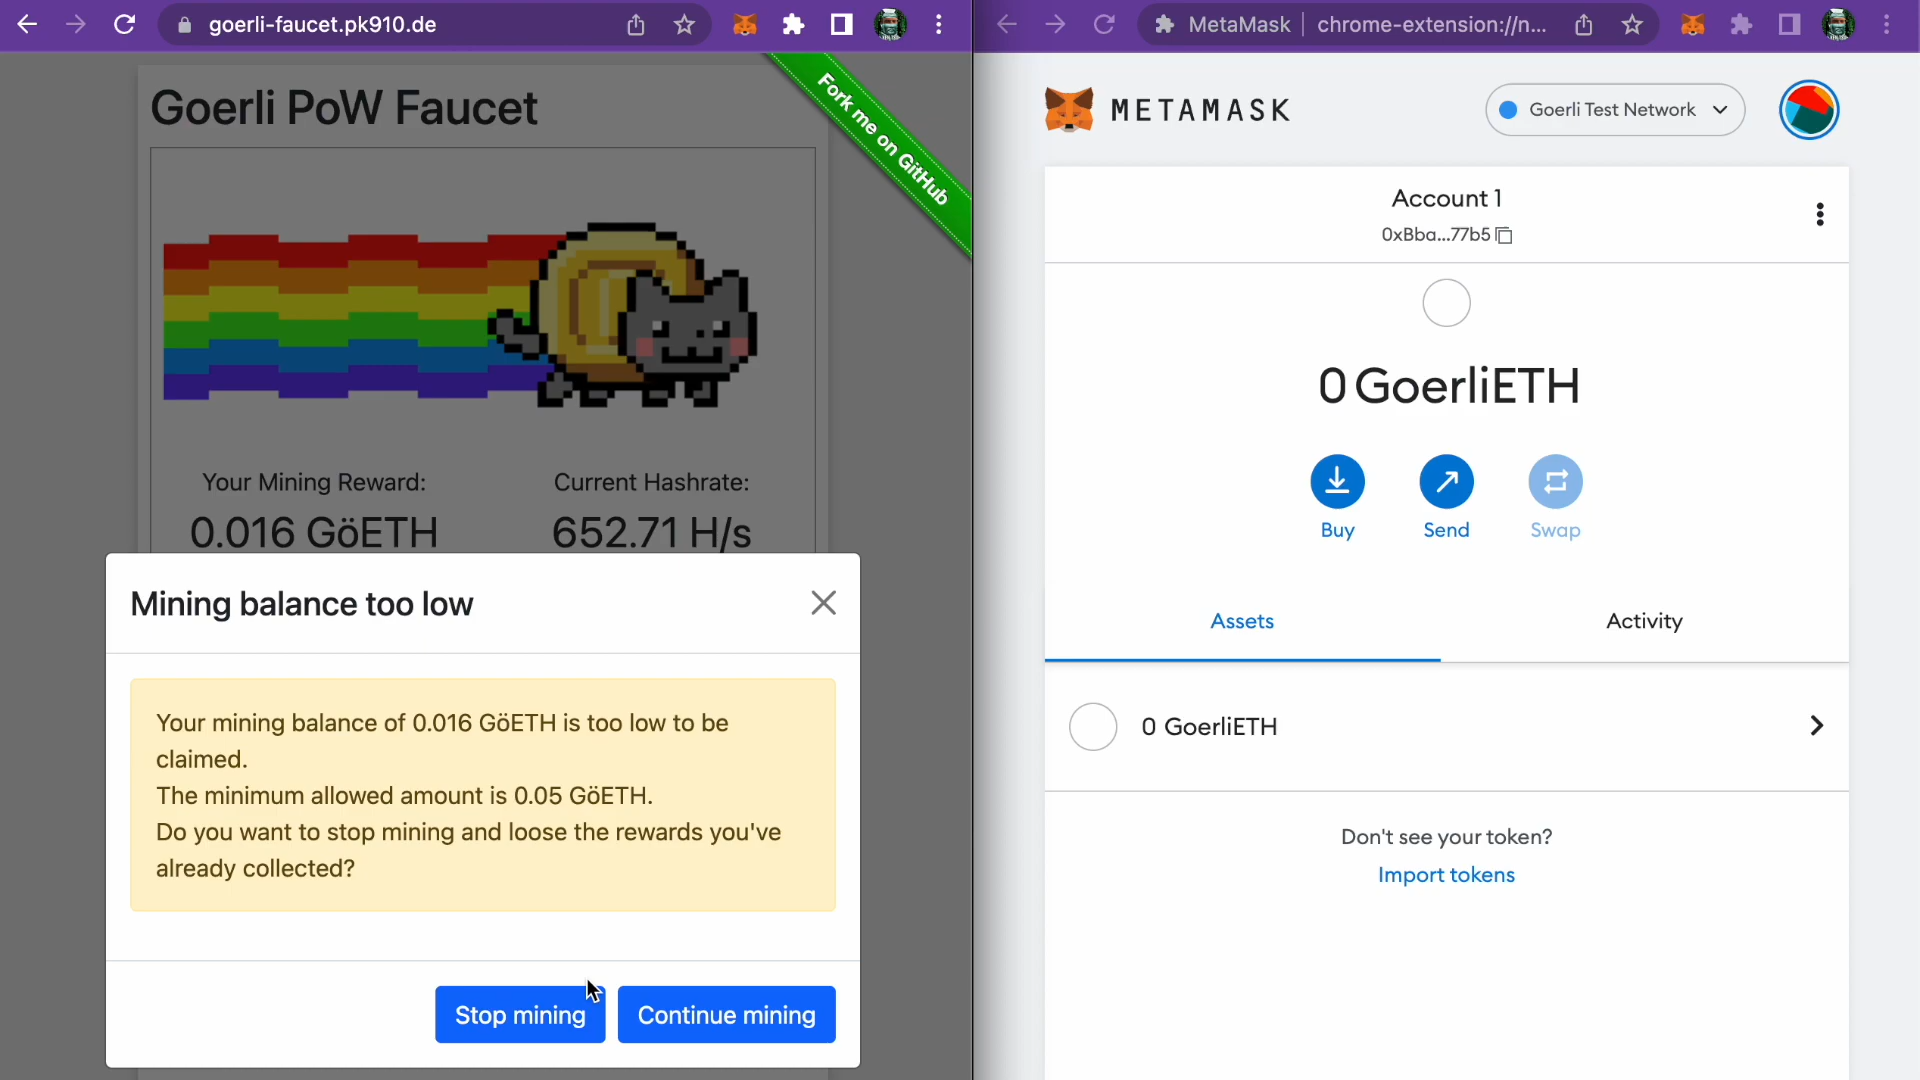 goerli-faucet.pk910.de
Goerli PoW Faucet
Fork me on GitHub
Your Mining Reward:
0.016 GöETH
Current Hashrate:
652.71 H/s
Mining balance too low
Your mining balance of 0.016 GöETH is too low to be
claimed.
The minimum allowed amount is 0.05 GöETH.
Do you want to stop mining and loose the rewards you've
already collected?
Stop mining
Continue mining
MetaMask
chrome-extension://n...
METAMASK
Goerli Test Network
Account 1
0xBba...77b5
0 GoerliETH
Buy
Send
Swap
Assets
Activity
0 GoerliETH
Don't see your token?
Import tokens